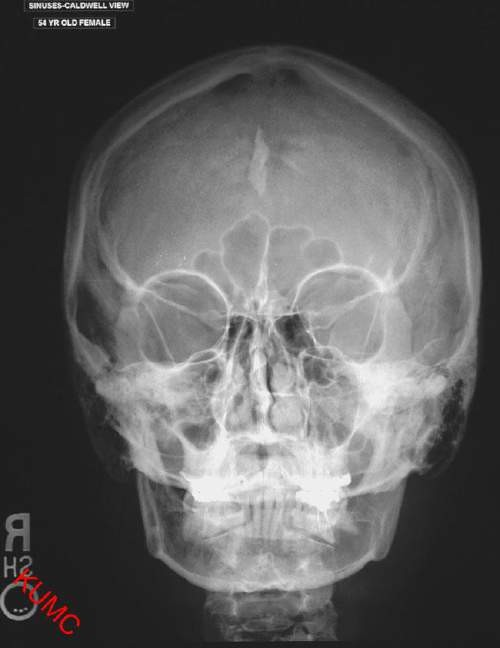 SINUSES-CALDWELL VIEW
54 YR OLD FEMALE
R
SH
KUMC